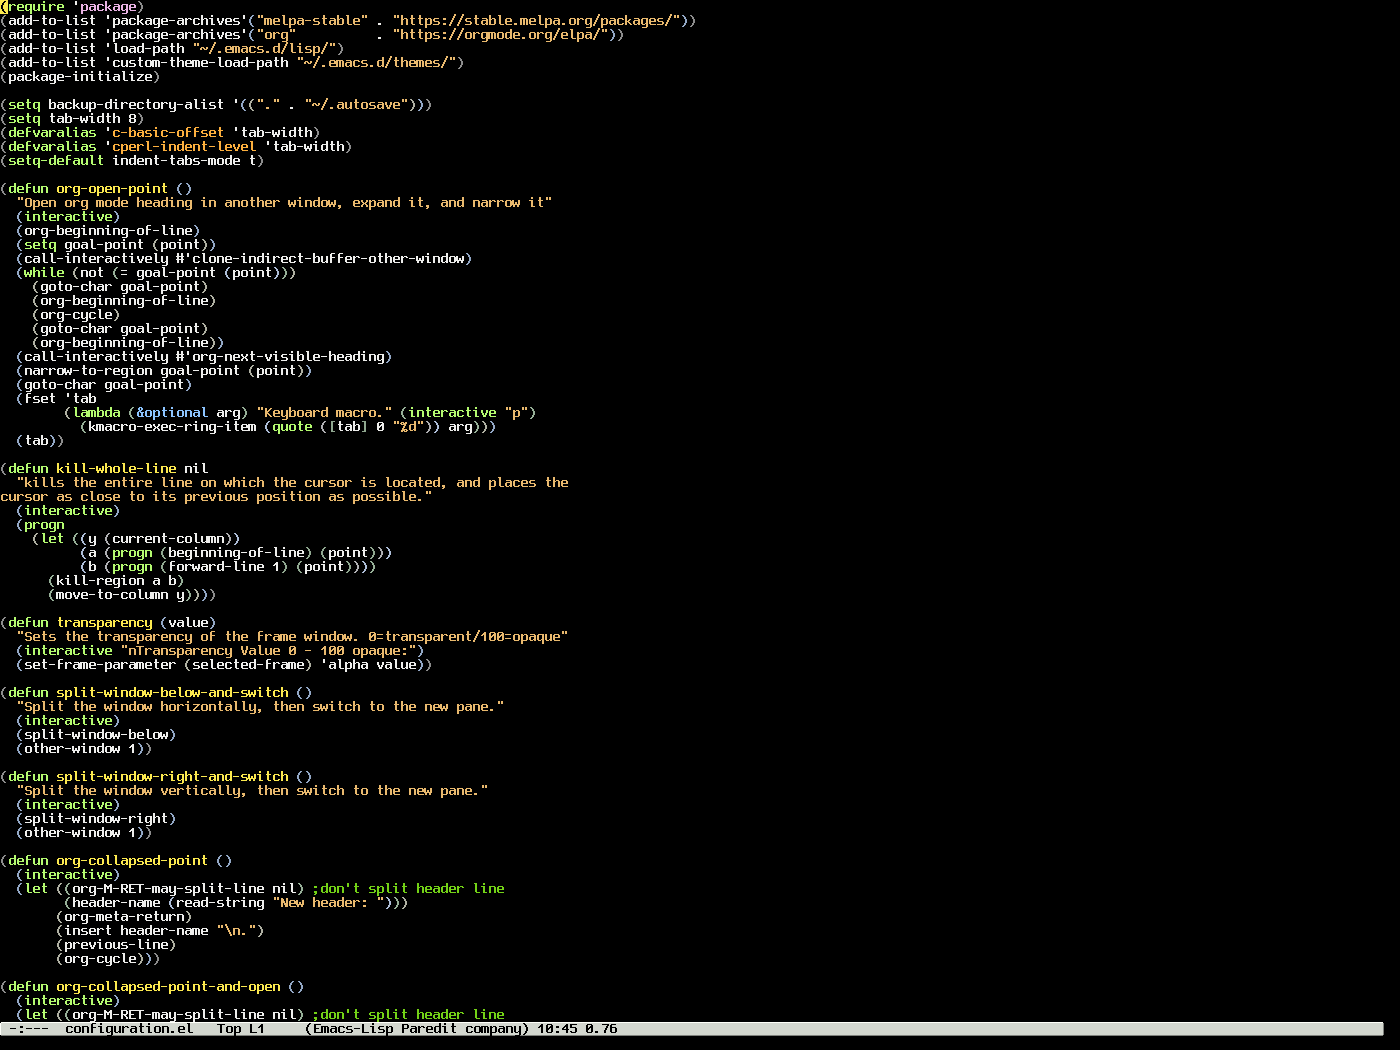 (require 'package)
(add-to-list 'package-archives'("melpa-stable" . "https://stable.melpa.org/packages/"))
(add-to-list 'package-archives'("org"          . "https://orgmode.org/elpa/"))
(add-to-list 'load-path "~/.emacs.d/lisp/")
(add-to-list 'custom-theme-load-path "~/.emacs.d/themes/")
(package-initialize)

(setq backup-directory-alist '(("." . "~/.autosave")))
(setq tab-width 8)
(defvaralias 'c-basic-offset 'tab-width)
(defvaralias 'cperl-indent-level 'tab-width)
(setq-default indent-tabs-mode t)

(defun org-open-point ()
  "Open org mode heading in another window, expand it, and narrow it"
  (interactive)
  (org-beginning-of-line)
  (setq goal-point (point))
  (call-interactively #'clone-indirect-buffer-other-window)
  (while (not (= goal-point (point)))
    (goto-char goal-point)
    (org-beginning-of-line)
    (org-cycle)
    (goto-char goal-point)
    (org-beginning-of-line))
  (call-interactively #'org-next-visible-heading)
  (narrow-to-region goal-point (point))
  (goto-char goal-point)
  (fset 'tab
        (lambda (&optional arg) "Keyboard macro." (interactive "p")
          (kmacro-exec-ring-item (quote ([tab] 0 "%d")) arg)))
  (tab))

(defun kill-whole-line nil
  "kills the entire line on which the cursor is located, and places the
cursor as close to its previous position as possible."
  (interactive)
  (progn
    (let ((y (current-column))
          (a (progn (beginning-of-line) (point)))
          (b (progn (forward-line 1) (point))))
      (kill-region a b)
      (move-to-column y))))

(defun transparency (value)
  "Sets the transparency of the frame window. 0=transparent/100=opaque"
  (interactive "nTransparency Value 0 - 100 opaque:")
  (set-frame-parameter (selected-frame) 'alpha value))

(defun split-window-below-and-switch ()
  "Split the window horizontally, then switch to the new pane."
  (interactive)
  (split-window-below)
  (other-window 1))

(defun split-window-right-and-switch ()
  "Split the window vertically, then switch to the new pane."
  (interactive)
  (split-window-right)
  (other-window 1))

(defun org-collapsed-point ()
  (interactive)
  (let ((org-M-RET-may-split-line nil) ;don't split header line
        (header-name (read-string "New header: ")))
       (org-meta-return)
       (insert header-name "\n.")
       (previous-line)
       (org-cycle)))

(defun org-collapsed-point-and-open ()
  (interactive)
  (let ((org-M-RET-may-split-line nil) ;don't split header line
 -:---  configuration.el   Top L1     (Emacs-Lisp Paredit company) 10:45 0.76